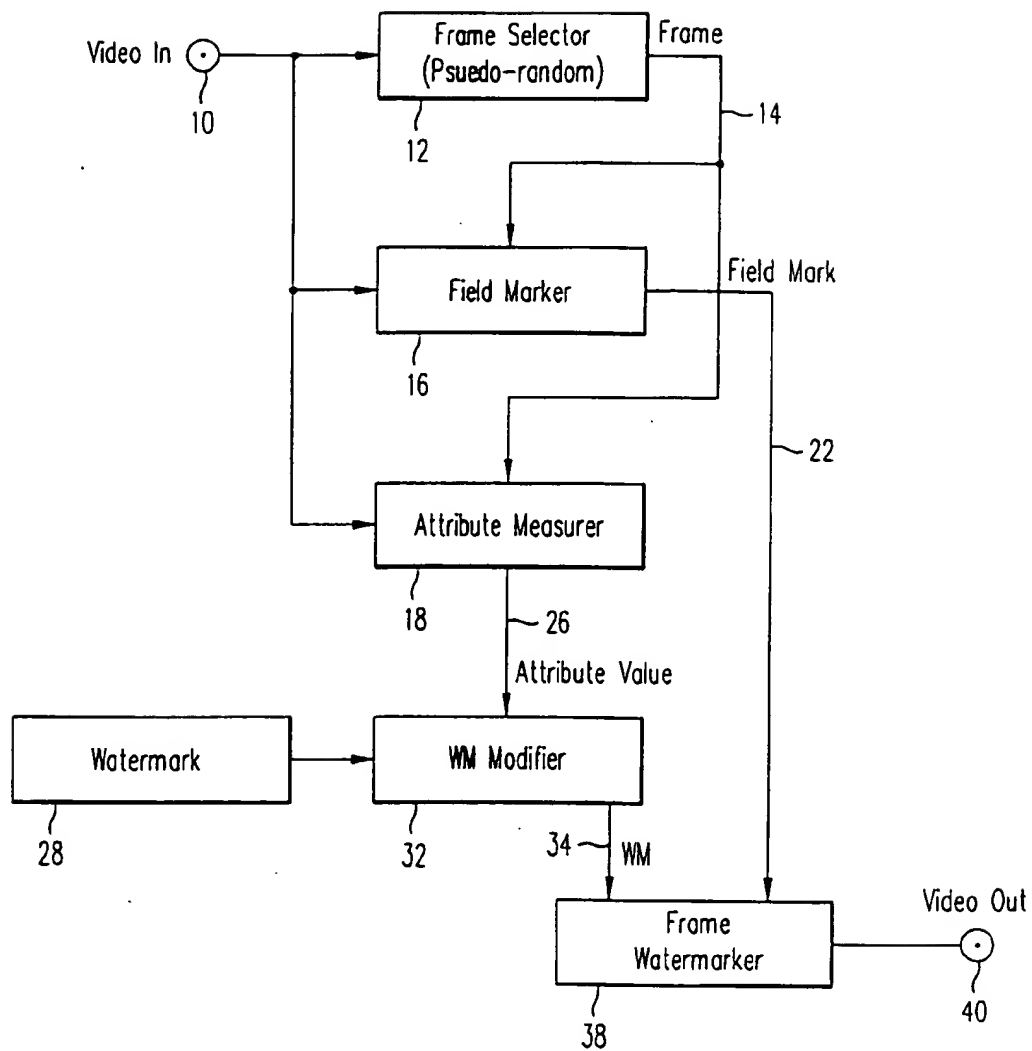 Video In
10
Frame Selector
(Psuedo-random)
12
Frame
14
Field Marker
16
Field Mark
22
Attribute Measurer
18
26
Attribute Value
Watermark
28
WM Modifier
32
34
WM
Frame
Watermarker
38
Video Out
40